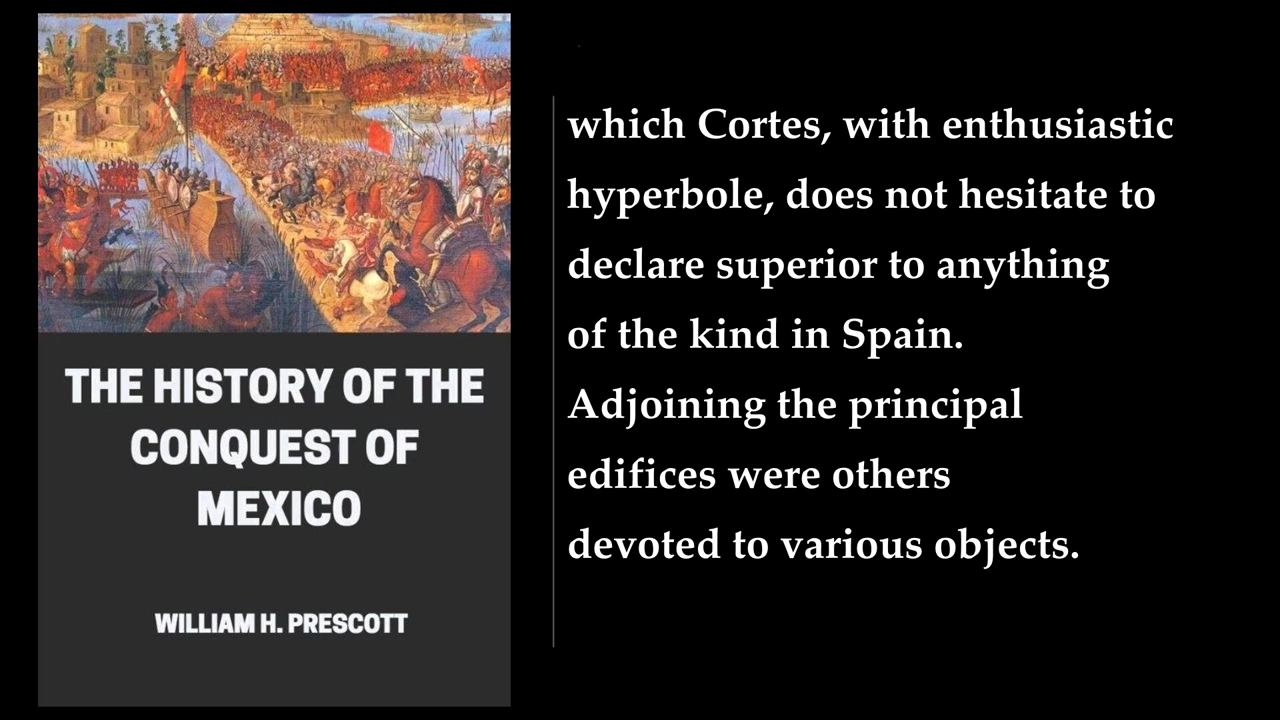 THE HISTORY OF THE
CONQUEST OF
MEXICO
WILLIAM H. PRESCOTT
which Cortes, with enthusiastic
hyperbole, does not hesitate to
declare superior to anything
of the kind in Spain.
Adjoining the principal
edifices were others
devoted to various objects.